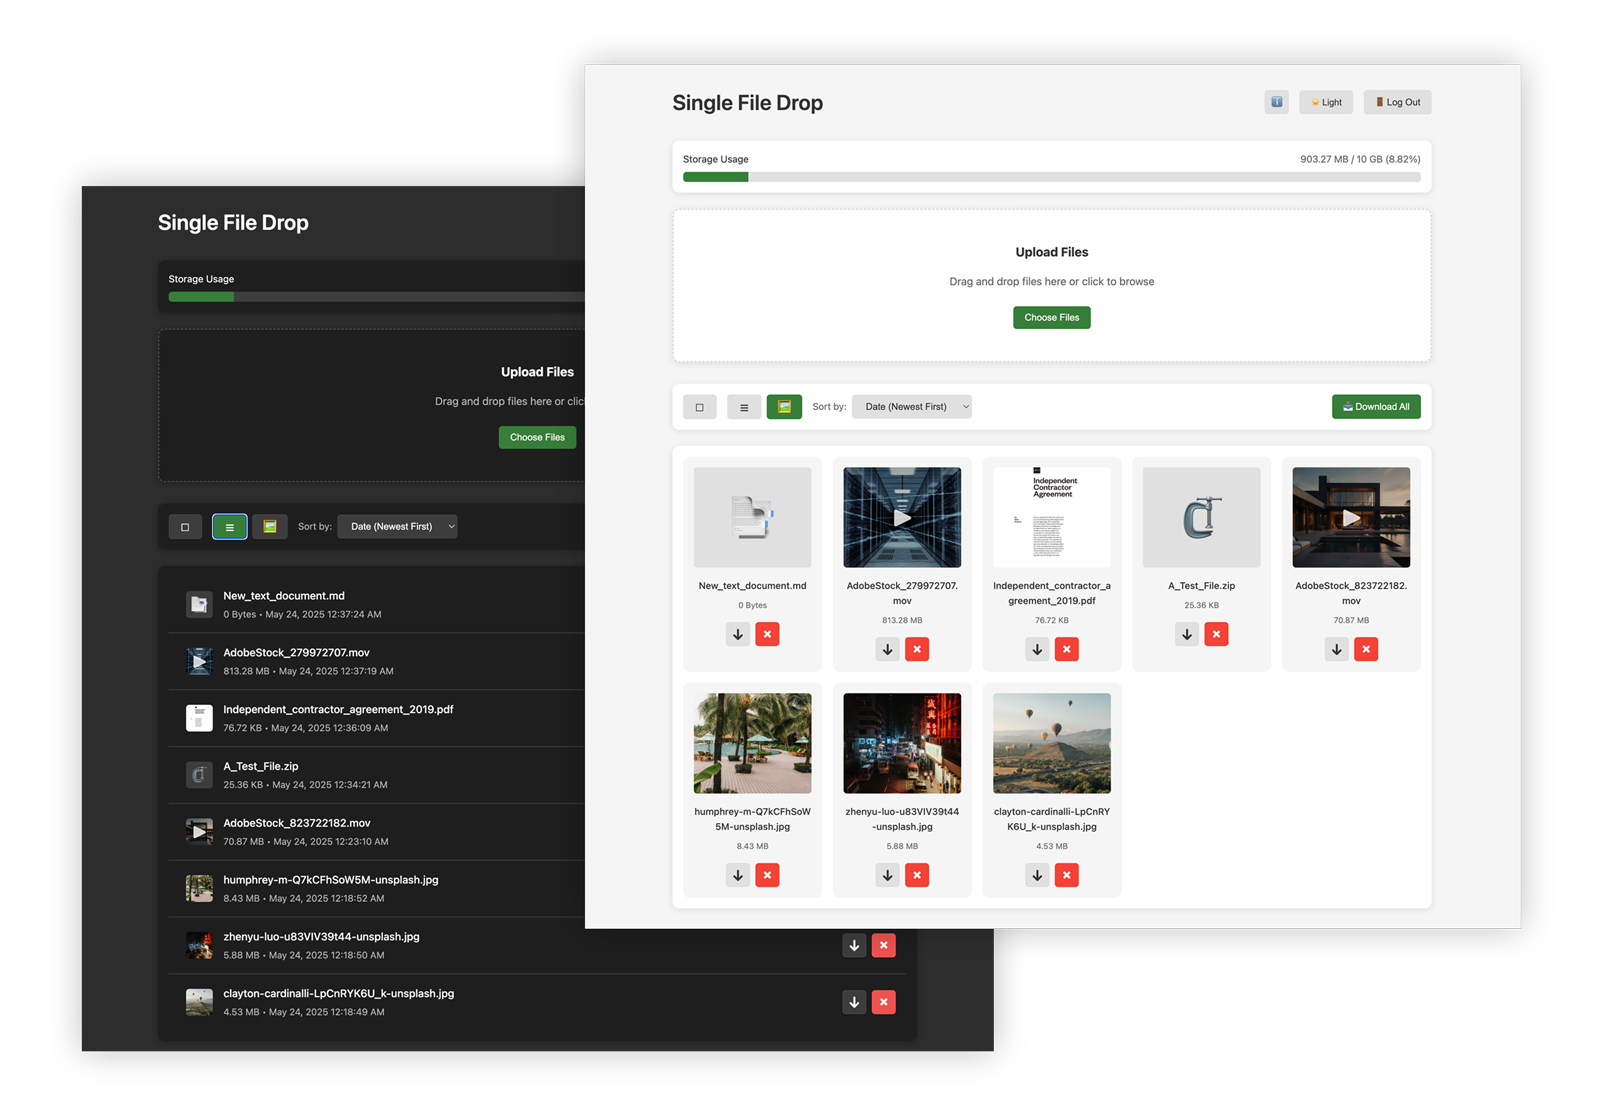 Single File Drop
Light
Log Out
Storage Usage
903.27 MB / 10 GB (8.82%)
Upload Files
Drag and drop files here or click to browse
Choose Files
Sort by:
Date (Newest First)
Download All
Independent
Contractor
Agreement
New_text_document.md
0 Bytes
AdobeStock_279972707.
mov
813.28 MB
Independent_contractor_a
greement_2019.pdf
76.72 KB
A_Test_File.zip
25.36 KB
AdobeStock_823722182.
mov
70.87 MB
humphrey-m-Q7kCFhSoW
5M-unsplash.jpg
8.43 MB
zhenyu-luo-u83VIV39t44
-unsplash.jpg
5.88 MB
clayton-cardinalli-LpCnRY
K6U_k-unsplash.jpg
4.53 MB
Single File Drop
Storage Usage
Upload Files
Drag and drop files here or clic
Choose Files
Sort by:
Date (Newest First)
New_text_document.md
0 Bytes • May 24, 2025 12:37:24 AM
AdobeStock_279972707.mov
813.28 MB • May 24, 2025 12:37:19 AM
Independent_contractor_agreement_2019.pdf
76.72 KB • May 24, 2025 12:36:09 AM
A_Test_File.zip
25.36 KB • May 24, 2025 12:34:21 AM
AdobeStock_823722182.mov
70.87 MB • May 24, 2025 12:23:10 AM
humphrey-m-Q7kCFhSoW5M-unsplash.jpg
8.43 MB • May 24, 2025 12:18:52 AM
zhenyu-luo-u83VIV39t44-unsplash.jpg
5.88 MB • May 24, 2025 12:18:50 AM
clayton-cardinalli-LpCnRYK6U_k-unsplash.jpg
4.53 MB • May 24, 2025 12:18:49 AM